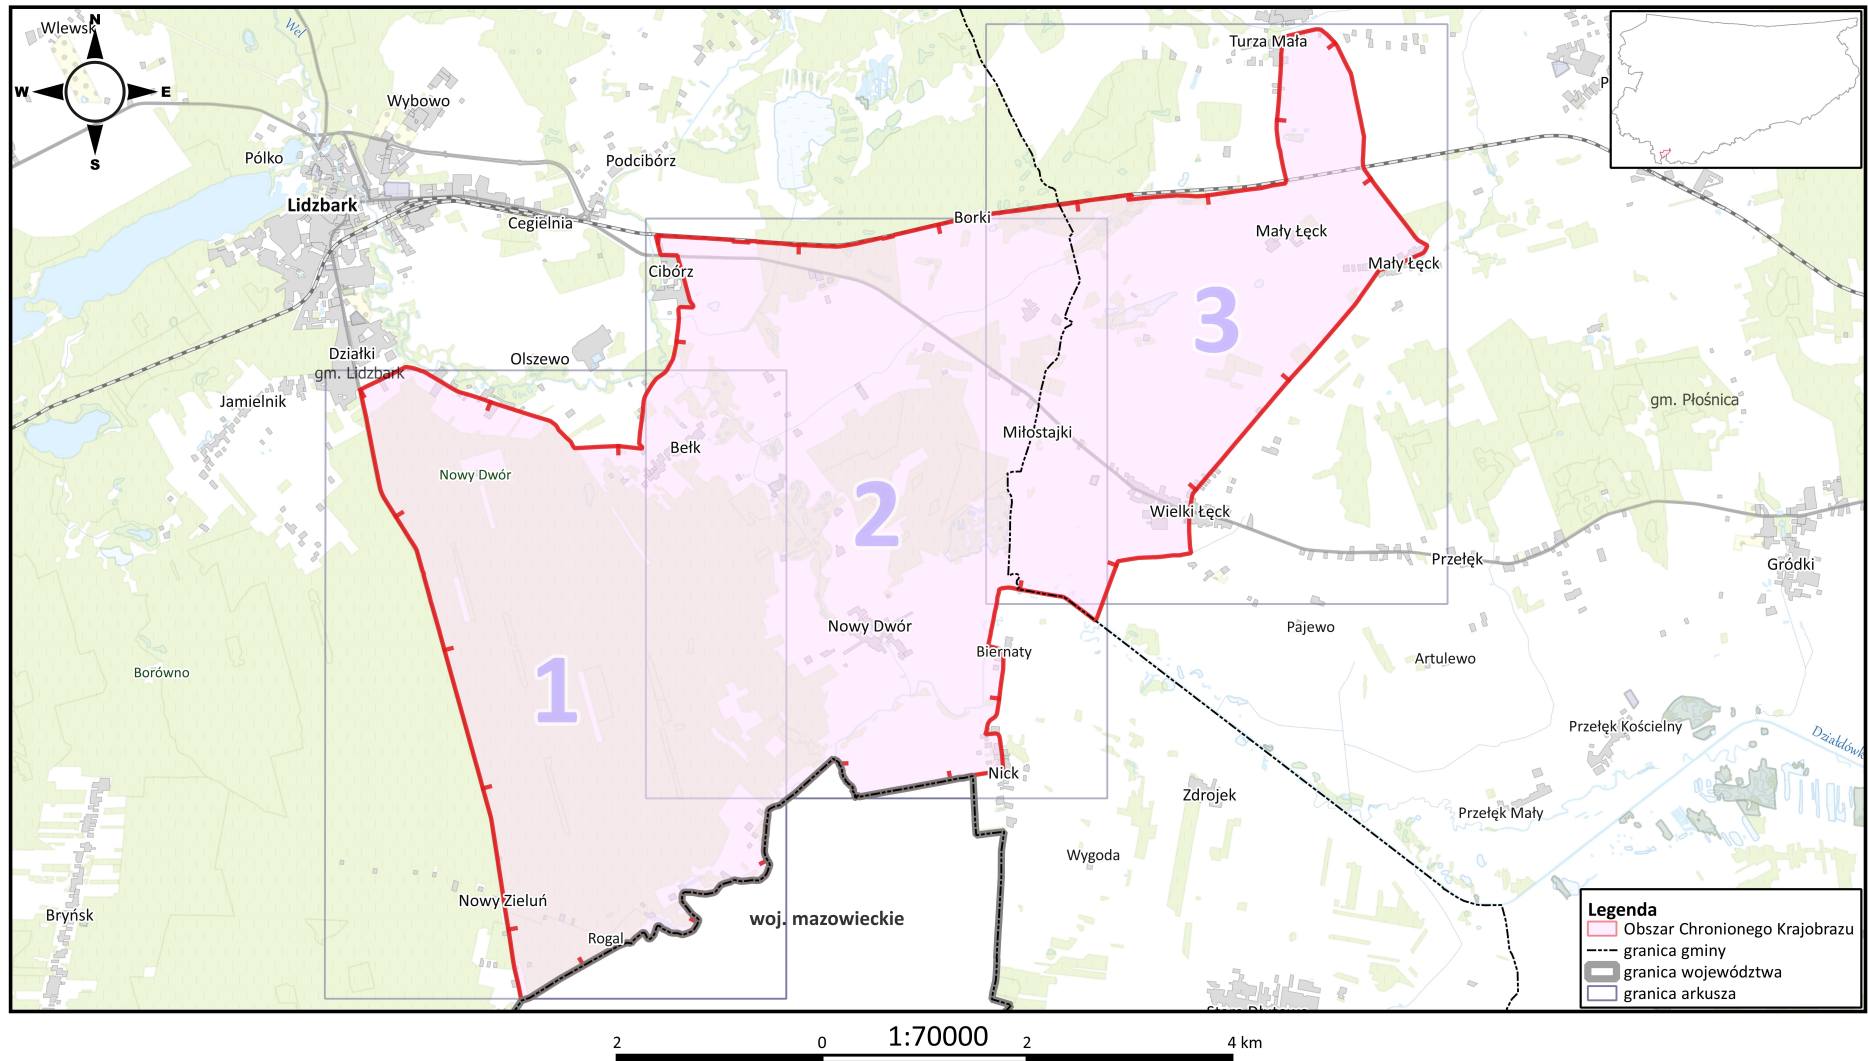 Wlewsk
N
W
E
S
Wel
Wybowo
Turza Mała
P
Pólko
Podcibórz
Lidzbark
Cegielnia
Borki
Mały Łęck
Mały Łęck
Cibórz
3
Działki
gm. Lidzbark
Olszewo
Jamielnik
gm. Płośnica
Miłostajki
Bełk
Nowy Dwór
2
Wielki Łęck
Przełęk
Gródki
Nowy Dwór
Pajewo
Biernaty
Artulewo
Borówno
1
Przełęk Kościelny
Działdówk
Nick
Zdrojek
Przełęk Mały
Wygoda
Nowy Zieluń
Bryńsk
woj. mazowieckie
Rogal
Stare Dłutowo
Legenda
Obszar Chronionego Krajobrazu
granica gminy
granica województwa
granica arkusza
1:70000
2 0 2 4 km